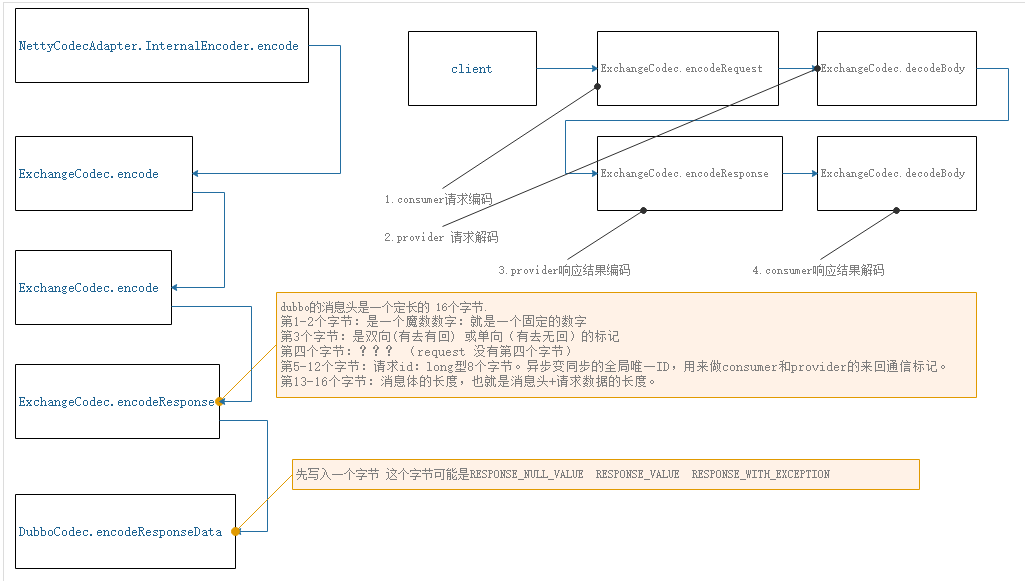 NettyCodecAdapter.InternalEncoder.encode
client
ExchangeCodec.encodeRequest
ExchangeCodec.decodeBody
ExchangeCodec.encode
ExchangeCodec.encodeResponse
ExchangeCodec.decodeBody
1.consumer请求编码
2.provider 请求解码
3.provider响应结果编码
4.consumer响应结果解码
ExchangeCodec.encode
dubbo的消息头是一个定长的 16个字节.
第1-2个字节：是一个魔数数字：就是一个固定的数字
第3个字节：是双向(有去有回) 或单向（有去无回）的标记
第四个字节：？？？ （request 没有第四个字节）
第5-12个字节：请求id：long型8个字节。异步变同步的全局唯一ID，用来做consumer和provider的来回通信标记。
第13-16个字节：消息体的长度，也就是消息头+请求数据的长度。
ExchangeCodec.encodeResponse
先写入一个字节 这个字节可能是RESPONSE_NULL_VALUE  RESPONSE_VALUE  RESPONSE_WITH_EXCEPTION
DubboCodec.encodeResponseData